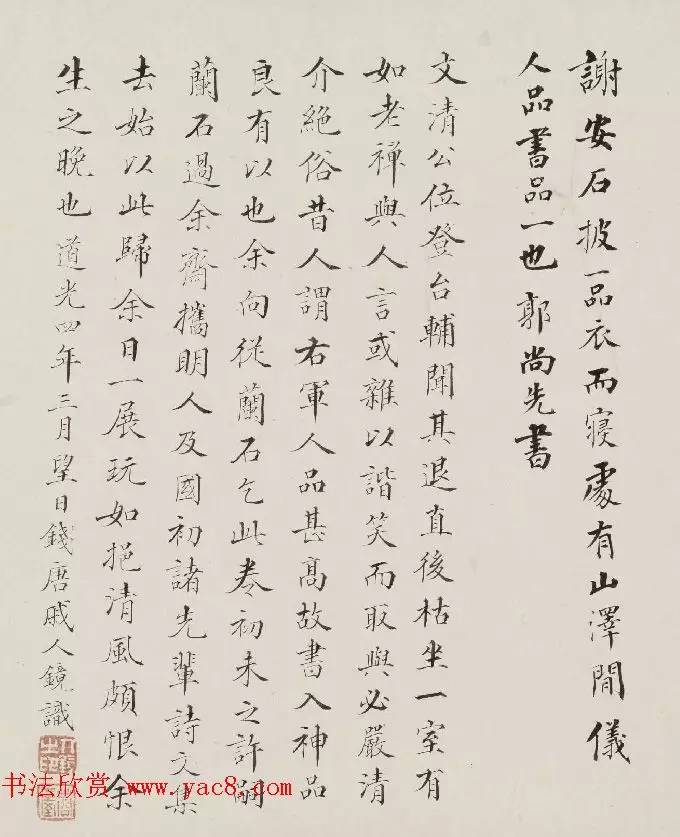 謝安石披一品衣而寝處有山澤間儀
人品書品一也郭尚先書
文清公位登台輔聞其退直後枯坐一室有
如老禅與人言或雜以諧笑而取與必嚴清
介絕俗昔人謂右軍人品甚高故書入神品
良有以也余向從蘭石乞此卷初未之許嗣
蘭石過余齋攜明人及國初諸先輩詩文集
去始以此歸余日一展玩如挹清風頗恨余
生之晚也道光四年三月望日錢唐戚人鏡識
书法欣赏www.yac8.com